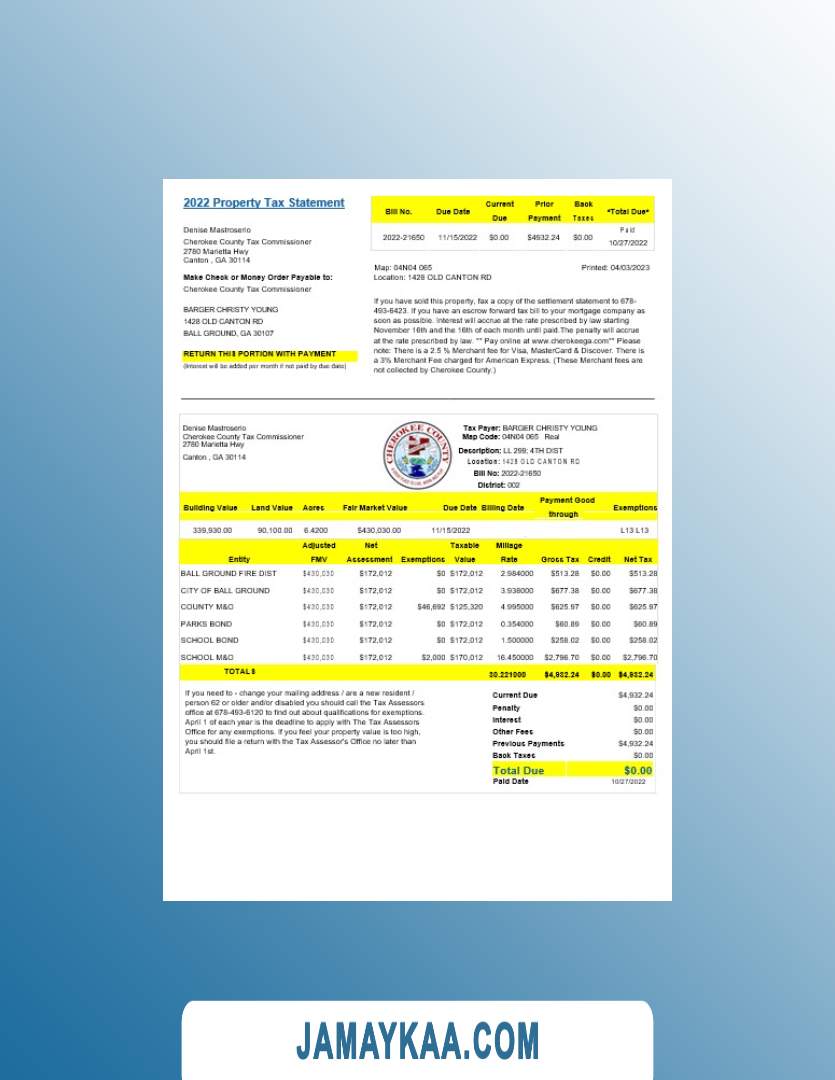 2022 Property Tax Statement
Denise Mastroserio
Cherokee County Tax Commissioner
2780 Marietta Hwy
Canton , GA 30114
Make Check or Money Order Payable to:
Cherokee County Tax Commissioner
BARGER CHRISTY YOUNG
1428 OLD CANTON RD
BALL GROUND, GA 30107
RETURN THIS PORTION WITH PAYMENT
(Interest will be added per month if not paid by due date)
Bill No. Due Date Current Due Prior Payment Back Taxes *Total Due*
2022-21650 11/15/2022 $0.00 $4932.24 $0.00 Paid 10/27/2022
Map: 04N04 065 Printed: 04/03/2023
Location: 1428 OLD CANTON RD
If you have sold this property, fax a copy of the settlement statement to 678-
493-6423. If you have an escrow forward tax bill to your mortgage company as
soon as possible. Interest will accrue at the rate prescribed by law starting
November 16th and the 16th of each month until paid.The penalty will accrue
at the rate prescribed by law. ** Pay online at www.cherokeega.com** Please
note: There is a 2.5 % Merchant fee for Visa, MasterCard & Discover. There is
a 3% Merchant Fee charged for American Express. (These Merchant fees are
not collected by Cherokee County.)
Denise Mastroserio
Cherokee County Tax Commissioner
2780 Marietta Hwy
Canton , GA 30114
CHEROKEE COUNTY
Tax Payer: BARGER CHRISTY YOUNG
Map Code: 04N04 065 Real
Description: LL 299; 4TH DIST
Location: 1428 OLD CANTON RD
Bill No: 2022-21650
District: 002
Building Value Land Value Acres Fair Market Value Due Date Billing Date Payment Good through Exemptions
339,930.00 90,100.00 6.4200 $430,030.00 11/15/2022 L13 L13
Entity Adjusted FMV Net Assessment Exemptions Taxable Value Millage Rate Gross Tax Credit Net Tax
BALL GROUND FIRE DIST $430,030 $172,012 $0 $172,012 2.984000 $513.28 $0.00 $513.28
CITY OF BALL GROUND $430,030 $172,012 $0 $172,012 3.938000 $677.38 $0.00 $677.38
COUNTY M&O $430,030 $172,012 $46,692 $125,320 4.995000 $625.97 $0.00 $625.97
PARKS BOND $430,030 $172,012 $0 $172,012 0.354000 $60.89 $0.00 $60.89
SCHOOL BOND $430,030 $172,012 $0 $172,012 1.500000 $258.02 $0.00 $258.02
SCHOOL M&O $430,030 $172,012 $2,000 $170,012 16.450000 $2,796.70 $0.00 $2,796.70
TOTALS 30.221000 $4,932.24 $0.00 $4,932.24
If you need to - change your mailing address / are a new resident /
person 62 or older and/or disabled you should call the Tax Assessors
office at 678-493-6120 to find out about qualifications for exemptions.
April 1 of each year is the deadline to apply with The Tax Assessors
Office for any exemptions. If you feel your property value is too high,
you should file a return with the Tax Assessor's Office no later than
April 1st.
Current Due $4,932.24
Penalty $0.00
Interest $0.00
Other Fees $0.00
Previous Payments $4,932.24
Back Taxes $0.00
Total Due $0.00
Paid Date 10/27/2022
JAMAYKAA.COM